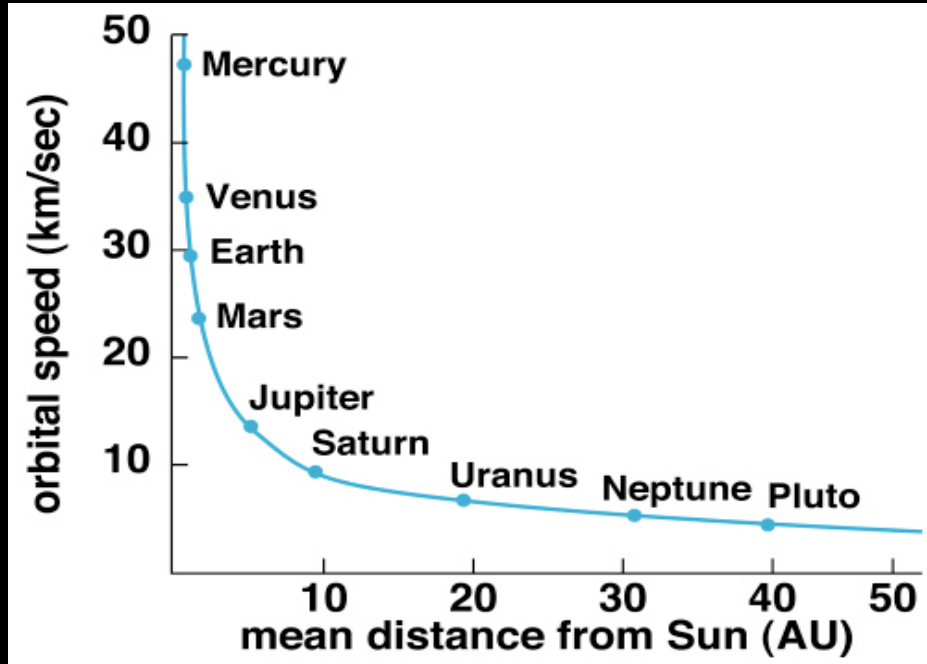 50
Mercury
40
Venus
30
Earth
Mars
20
Jupiter
Saturn
10
Uranus
Neptune
Pluto
orbital speed (km/sec)
10 20 30 40 50
mean distance from Sun (AU)